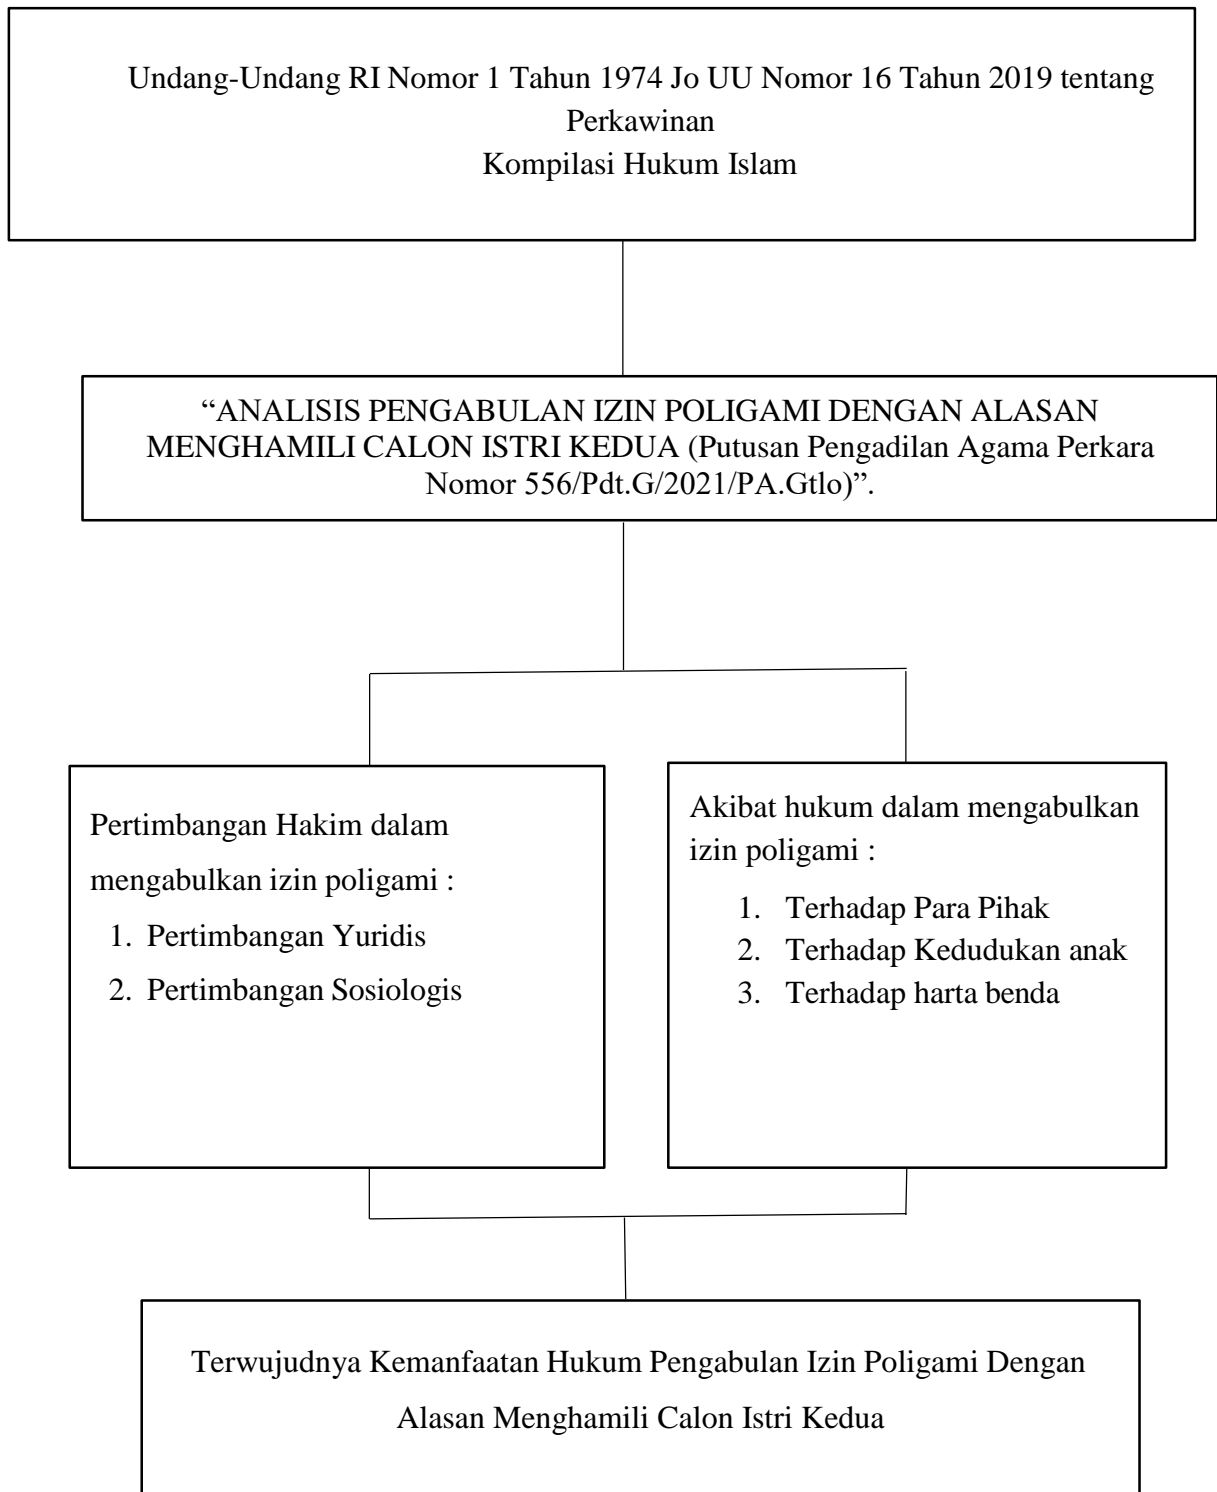 Undang-Undang RI Nomor 1 Tahun 1974 Jo UU Nomor 16 Tahun 2019 tentang
Perkawinan
Kompilasi Hukum Islam
“ANALISIS PENGABULAN IZIN POLIGAMI DENGAN ALASAN
MENGHAMILI CALON ISTRI KEDUA (Putusan Pengadilan Agama Perkara
Nomor 556/Pdt.G/2021/PA.Gtlo)”.
Pertimbangan Hakim dalam
mengabulkan izin poligami :
1. Pertimbangan Yuridis
2. Pertimbangan Sosiologis
Akibat hukum dalam mengabulkan
izin poligami :
1. Terhadap Para Pihak
2. Terhadap Kedudukan anak
3. Terhadap harta benda
Terwujudnya Kemanfaatan Hukum Pengabulan Izin Poligami Dengan
Alasan Menghamili Calon Istri Kedua